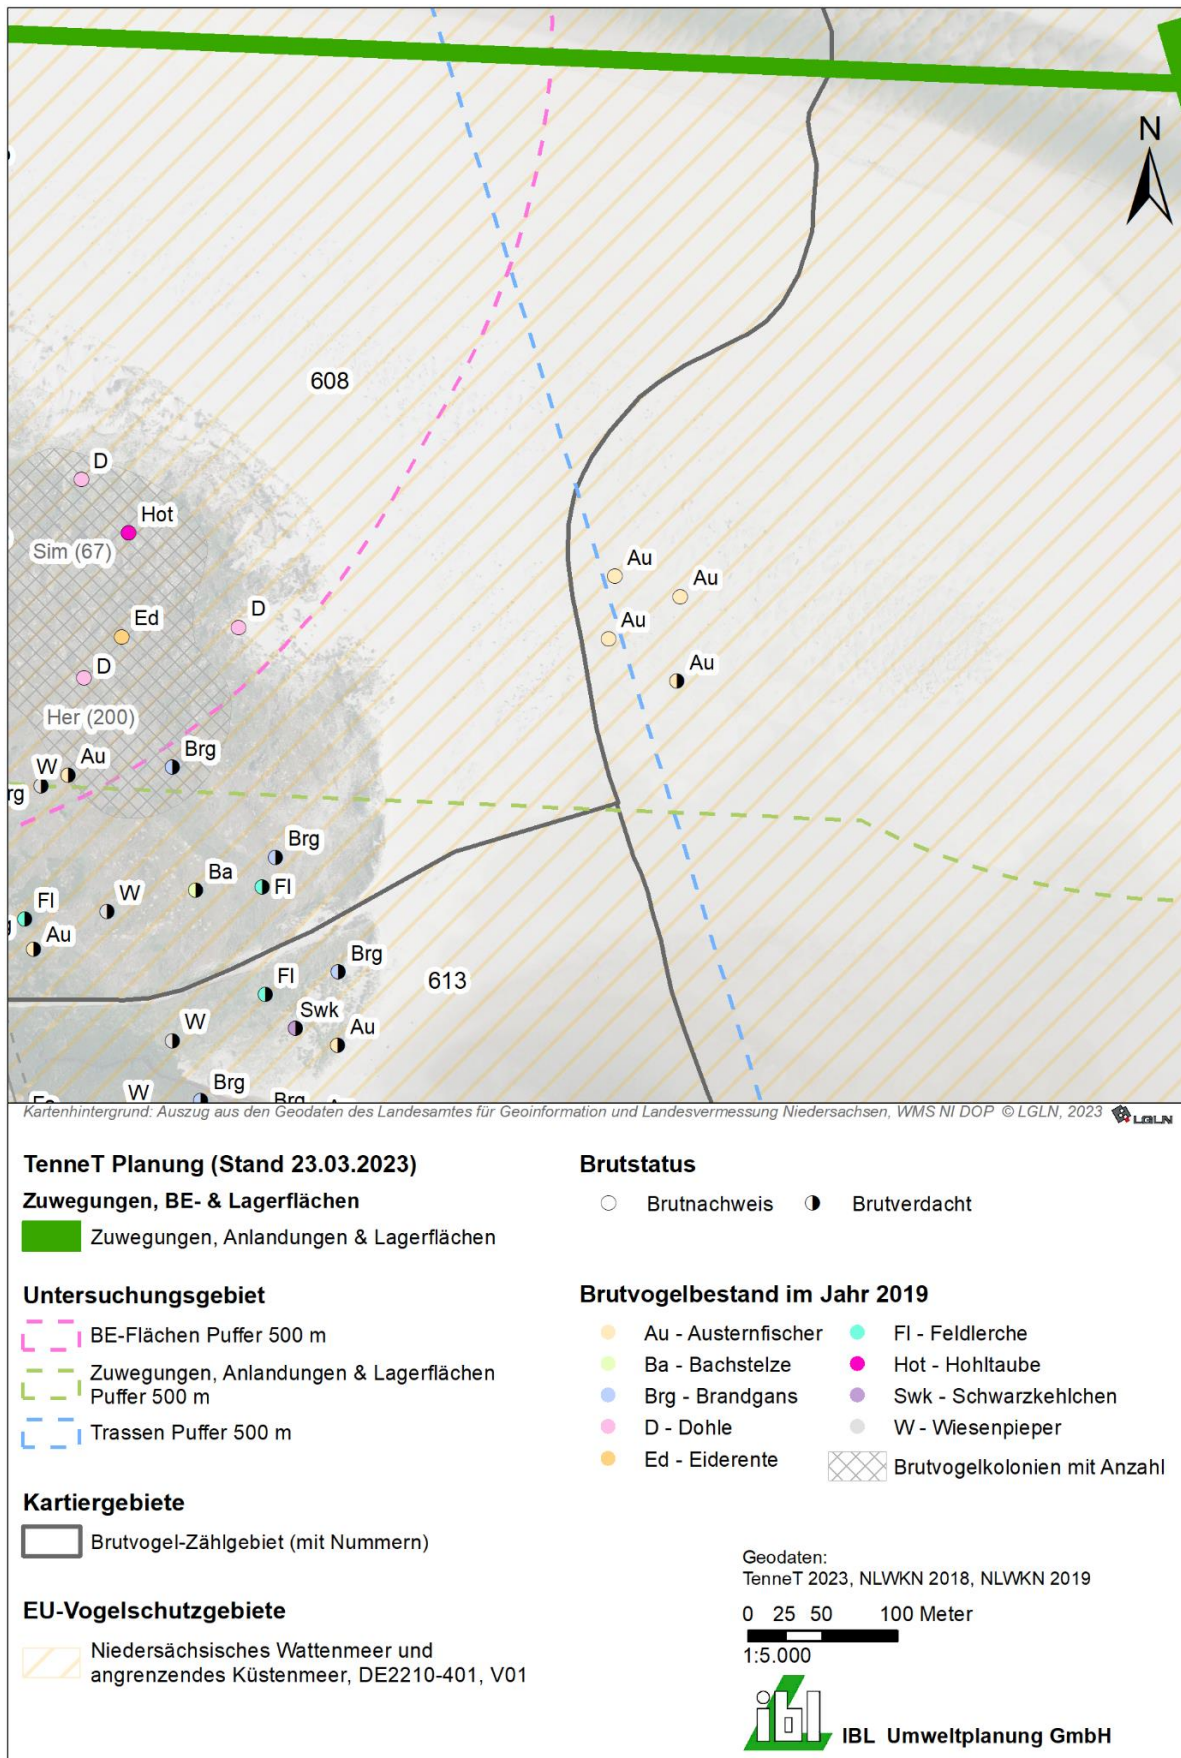 N
608
D
Hot
Sim (67)
Ed
D
D
Her (200)
Au
Au
Au
Au
W
Au
Brg
rg
Brg
Ba
Fl
W
Fl
Au
Brg
613
Fl
Swk
Au
W
W
Brg
Brg
Kartenhintergrund: Auszug aus den Geodaten des Landesamtes für Geoinformation und Landesvermessung Niedersachsen, WMS NI DOP © LGLN, 2023 LGLN
TenneT Planung (Stand 23.03.2023)
Zuwegungen, BE- & Lagerflächen
Zuwegungen, Anlandungen & Lagerflächen
Untersuchungsgebiet
BE-Flächen Puffer 500 m
Zuwegungen, Anlandungen & Lagerflächen
Puffer 500 m
Trassen Puffer 500 m
Kartiergebiete
Brutvogel-Zählgebiet (mit Nummern)
EU-Vogelschutzgebiete
Niedersächsisches Wattenmeer und
angrenzendes Küstenmeer, DE2210-401, V01
Brutstatus
Brutnachweis Brutverdacht
Brutvogelbestand im Jahr 2019
Au - Austernfischer
Ba - Bachstelze
Brg - Brandgans
D - Dohle
Ed - Eiderente
Fl - Feldlerche
Hot - Hohltaube
Swk - Schwarzkehlchen
W - Wiesenpieper
Brutvogelkolonien mit Anzahl
Geodaten:
TenneT 2023, NLWKN 2018, NLWKN 2019
0 25 50 100 Meter
1:5.000
ibl IBL Umweltplanung GmbH